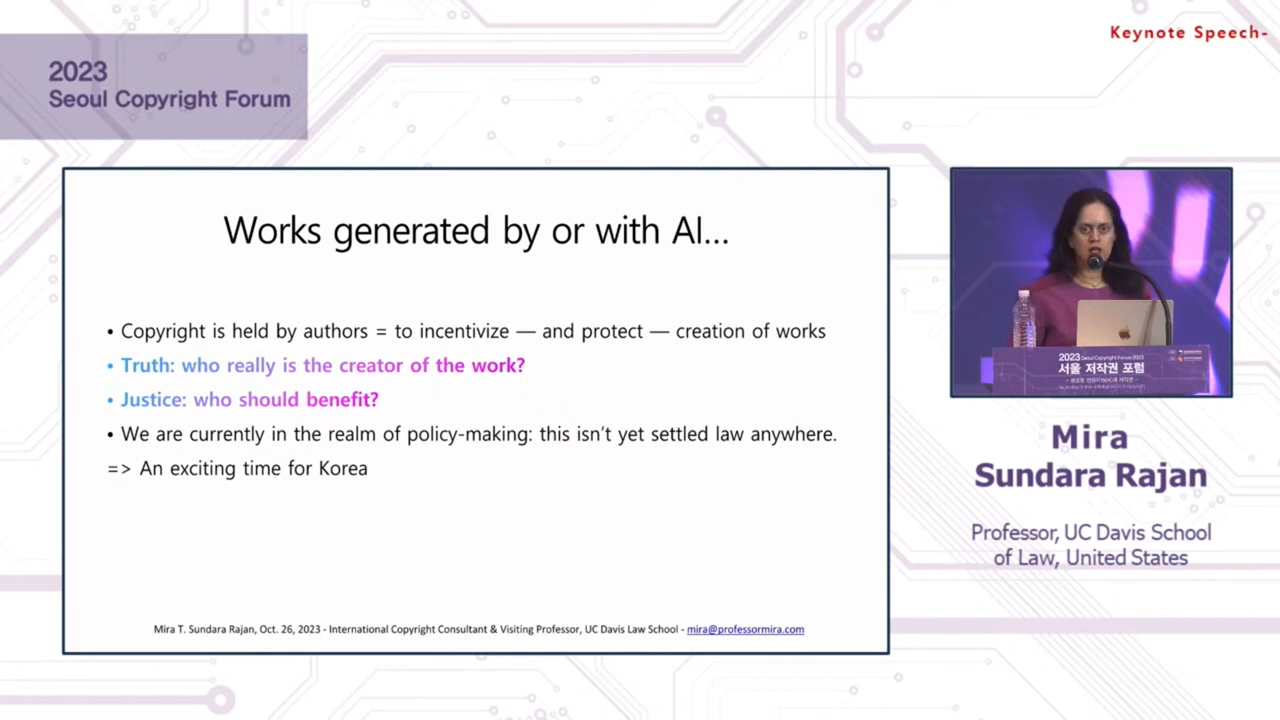 Keynote Speech-
2023
Seoul Copyright Forum
Works generated by or with AI...
• Copyright is held by authors = to incentivize — and protect — creation of works
• Truth: who really is the creator of the work?
• Justice: who should benefit?
• We are currently in the realm of policy-making: this isn't yet settled law anywhere.
=> An exciting time for Korea
Mira T. Sundara Rajan, Oct. 26, 2023 - International Copyright Consultant & Visiting Professor, UC Davis Law School - mira@professormira.com
2023 Seoul Copyright Forum 2023
서울 저작권 포럼
Mira
Sundara Rajan
Professor, UC Davis School
of Law, United States